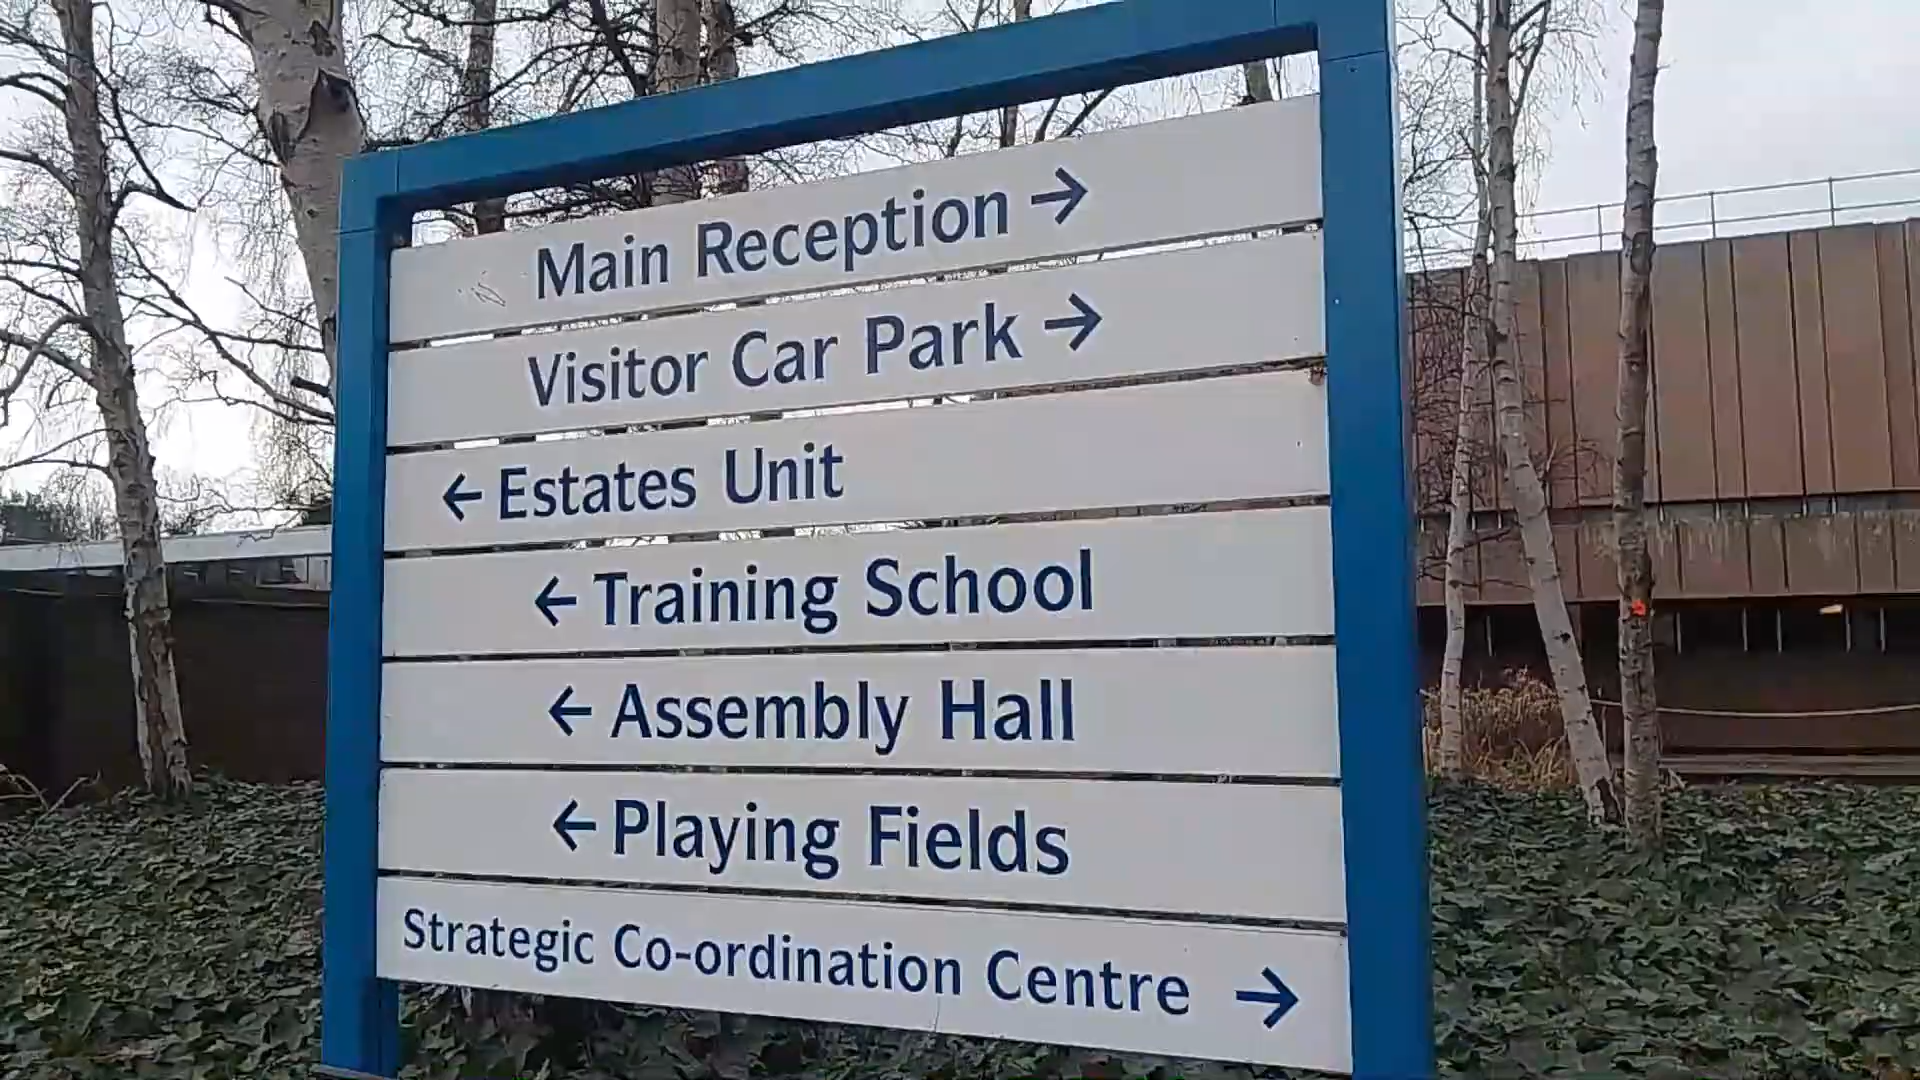 Main Reception →
Visitor Car Park →
← Estates Unit
← Training School
← Assembly Hall
← Playing Fields
Strategic Co-ordination Centre →